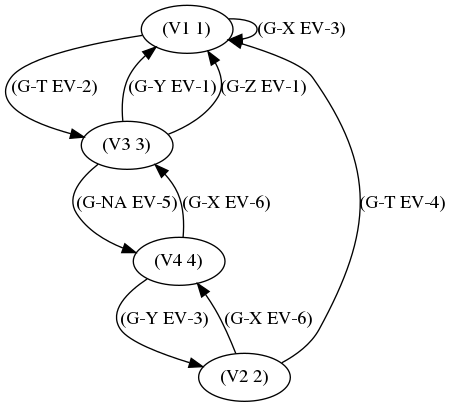 (V1 1)
(G-X EV-3)
(G-T EV-2)
(G-Y EV-1)
(G-Z EV-1)
(V3 3)
(G-NA EV-5)
(G-X EV-6)
(G-T EV-4)
(V4 4)
(G-Y EV-3)
(G-X EV-6)
(V2 2)